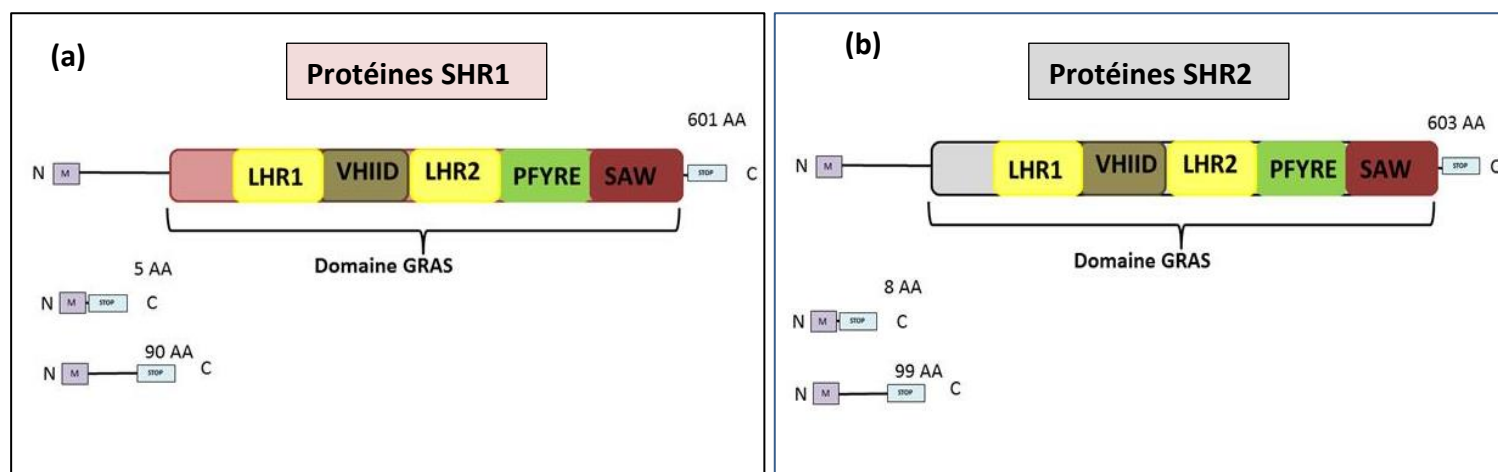 (a)
Protéines SHR1
601 AA
N M LHR1 VHIID LHR2 PFYRE SAW STOP C
Domaine GRAS
5 AA
N M STOP C
90 AA
N M STOP C
(b)
Protéines SHR2
603 AA
N M LHR1 VHIID LHR2 PFYRE SAW STOP C
Domaine GRAS
8 AA
N M STOP C
99 AA
N M STOP C